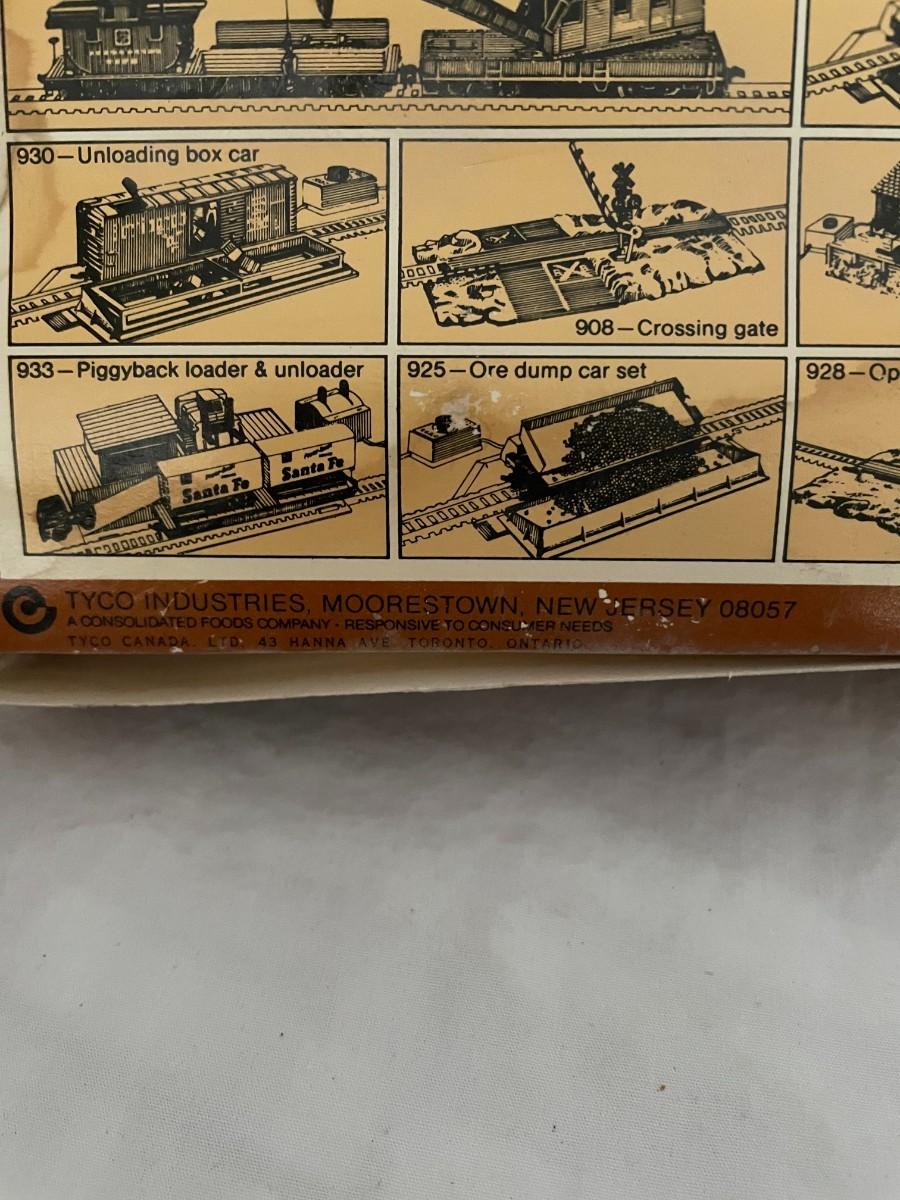 930—Unloading box car
908—Crossing gate
933—Piggyback loader & unloader
Santa Fe
Santa Fe
925—Ore dump car set
928—Op
TYCO INDUSTRIES, MOORESTOWN, NEW JERSEY 08057
A CONSOLIDATED FOODS COMPANY • RESPONSIVE TO CONSUMER NEEDS
TYCO CANADA. LTD. 43 HANNA AVE. TORONTO. ONTARIO